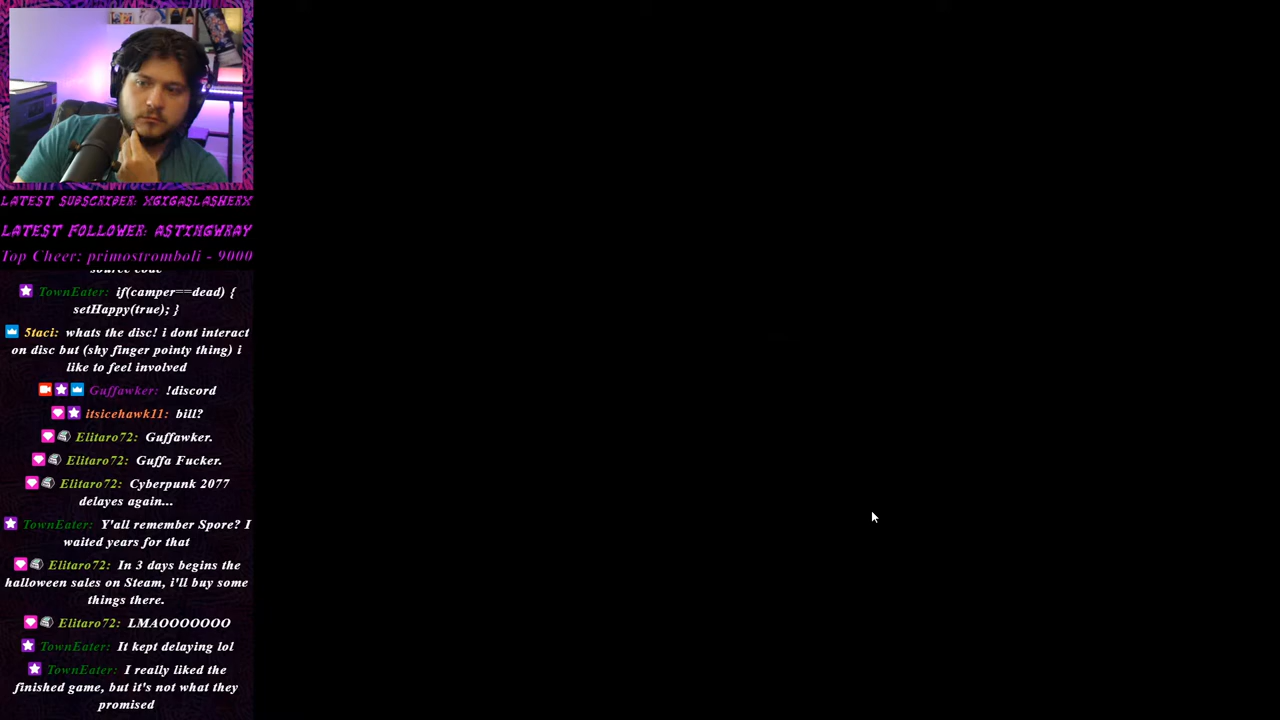 LATEST SUBSCRIBER: XGIGASLASHERX
LATEST FOLLOWER: ASTINGWRAY
Top Cheer: primostromboli - 9000
source code
TownEater: if(camper==dead) {
setHappy(true); }
5taci: whats the disc! i dont interact
on disc but (shy finger pointy thing) i
like to feel involved
Guffawker: !discord
itsicehawk11: bill?
Elitaro72: Guffawker.
Elitaro72: Guffa Fucker.
Elitaro72: Cyberpunk 2077
delayes again...
TownEater: Y'all remember Spore? I
waited years for that
Elitaro72: In 3 days begins the
halloween sales on Steam, i'll buy some
things there.
Elitaro72: LMAOOOOOOO
TownEater: It kept delaying lol
TownEater: I really liked the
finished game, but it's not what they
promised